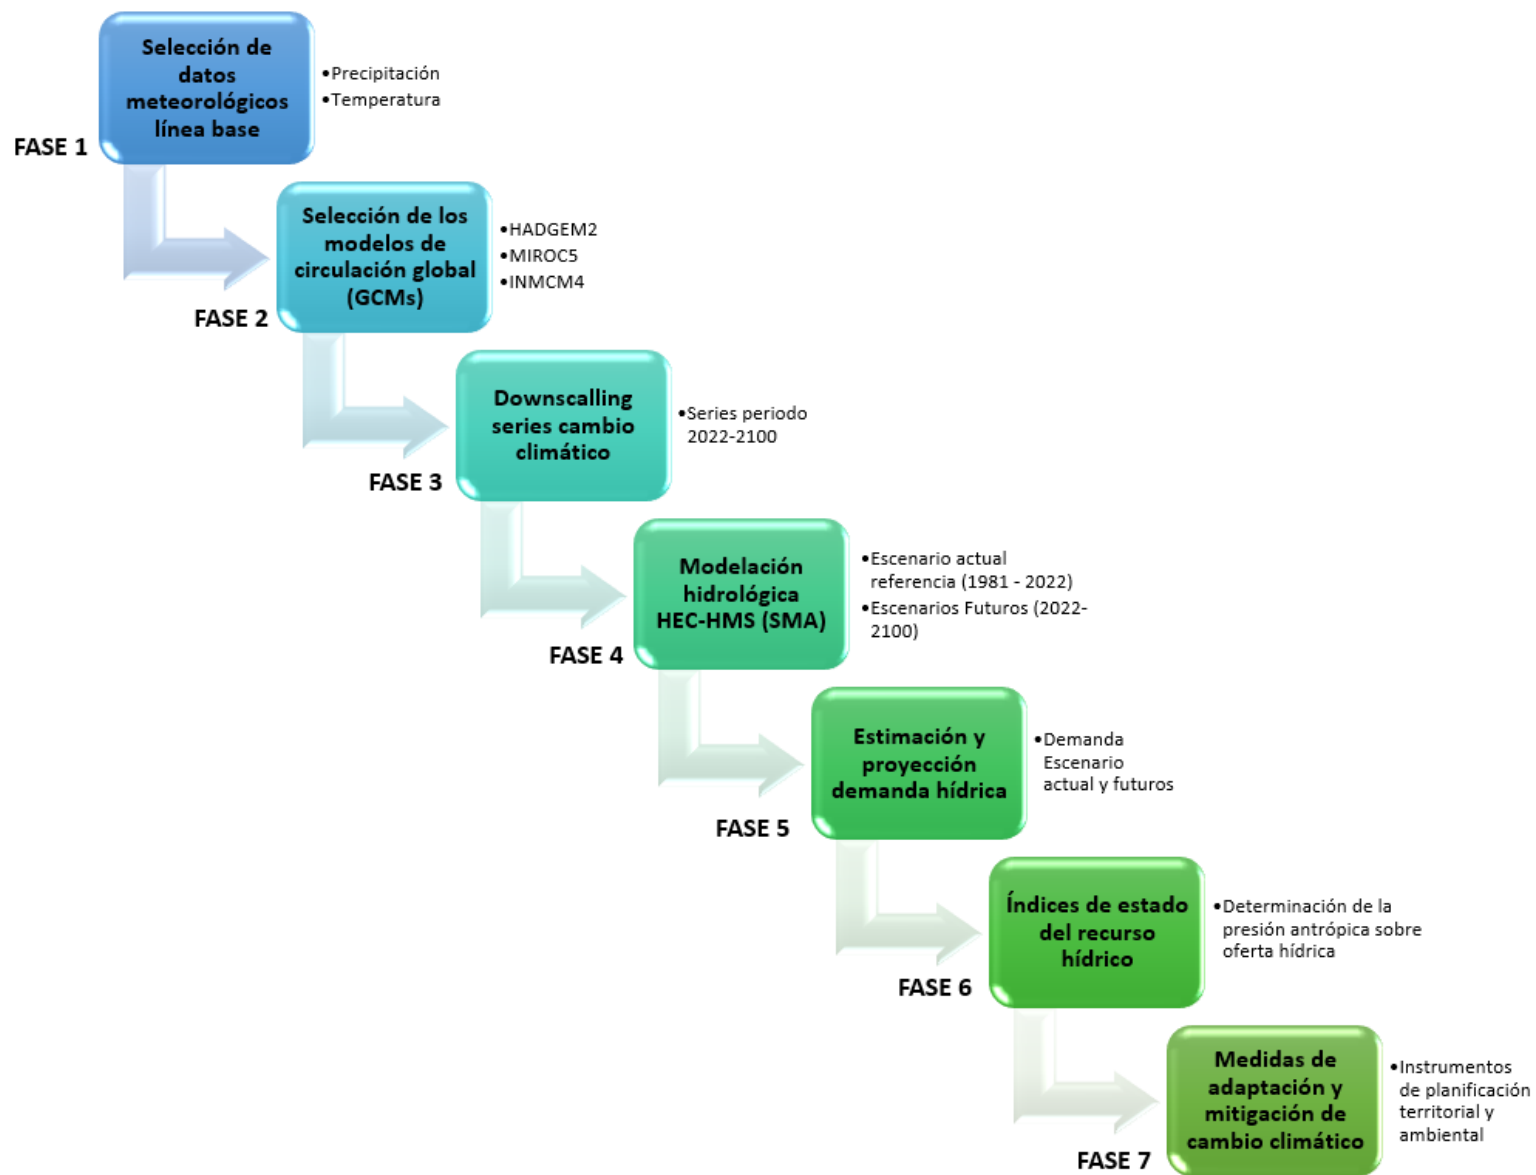 Selección de
datos
meteorológicos
línea base
•Precipitación
•Temperatura
FASE 1
Selección de los
modelos de
circulación global
(GCMs)
•HADGEM2
•MIROC5
•INMCM4
FASE 2
Downscalling
series cambio
climático
•Series periodo
2022-2100
FASE 3
Modelación
hidrológica
HEC-HMS (SMA)
•Escenario actual
referencia (1981 - 2022)
•Escenarios Futuros (2022-
2100)
FASE 4
Estimación y
proyección
demanda hídrica
•Demanda
Escenario
actual y futuros
FASE 5
Índices de estado
del recurso
hídrico
•Determinación de la
presión antrópica sobre
oferta hídrica
FASE 6
Medidas de
adaptación y
mitigación de
cambio climático
•Instrumentos
de planificación
territorial y
ambiental
FASE 7